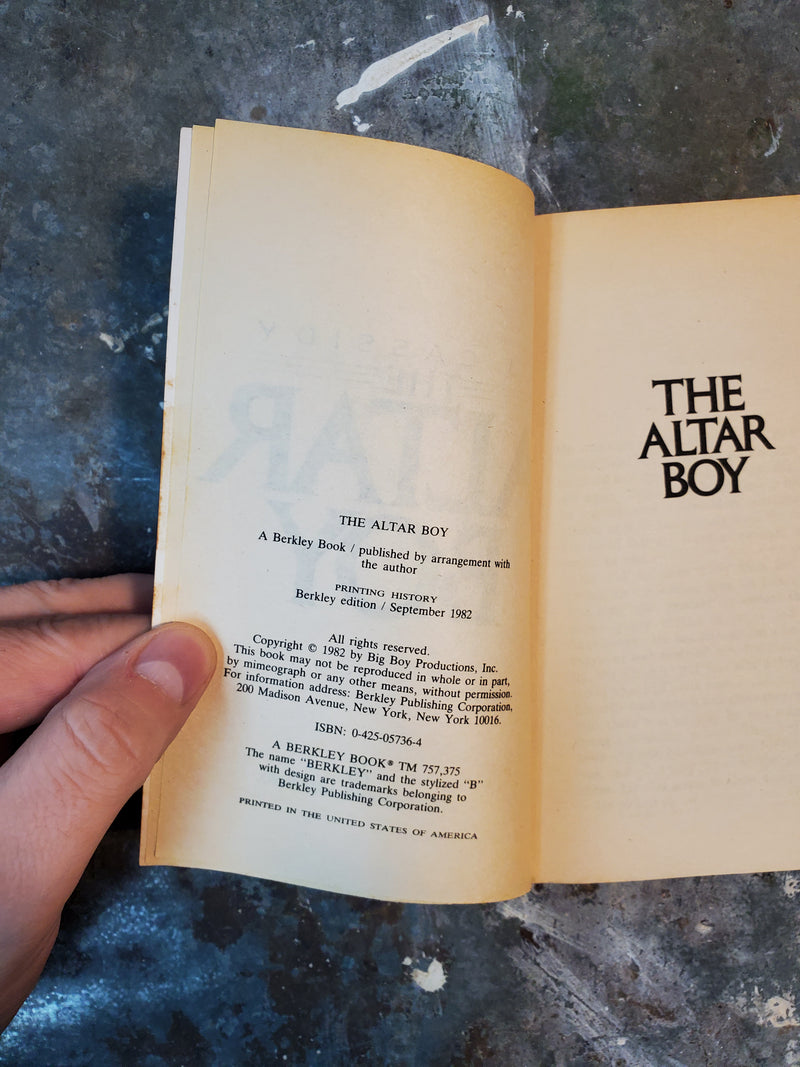 THE ALTAR BOY
A Berkley Book / published by arrangement with
the author
PRINTING HISTORY
Berkley edition / September 1982
All rights reserved.
Copyright © 1982 by Big Boy Productions, Inc.
This book may not be reproduced in whole or in part,
by mimeograph or any other means, without permission.
For information address: Berkley Publishing Corporation,
200 Madison Avenue, New York, New York 10016.
ISBN: 0-425-05736-4
A BERKLEY BOOK® TM 757,375
The name "BERKLEY" and the stylized "B"
with design are trademarks belonging to
Berkley Publishing Corporation.
PRINTED IN THE UNITED STATES OF AMERICA
THE
ALTAR
BOY